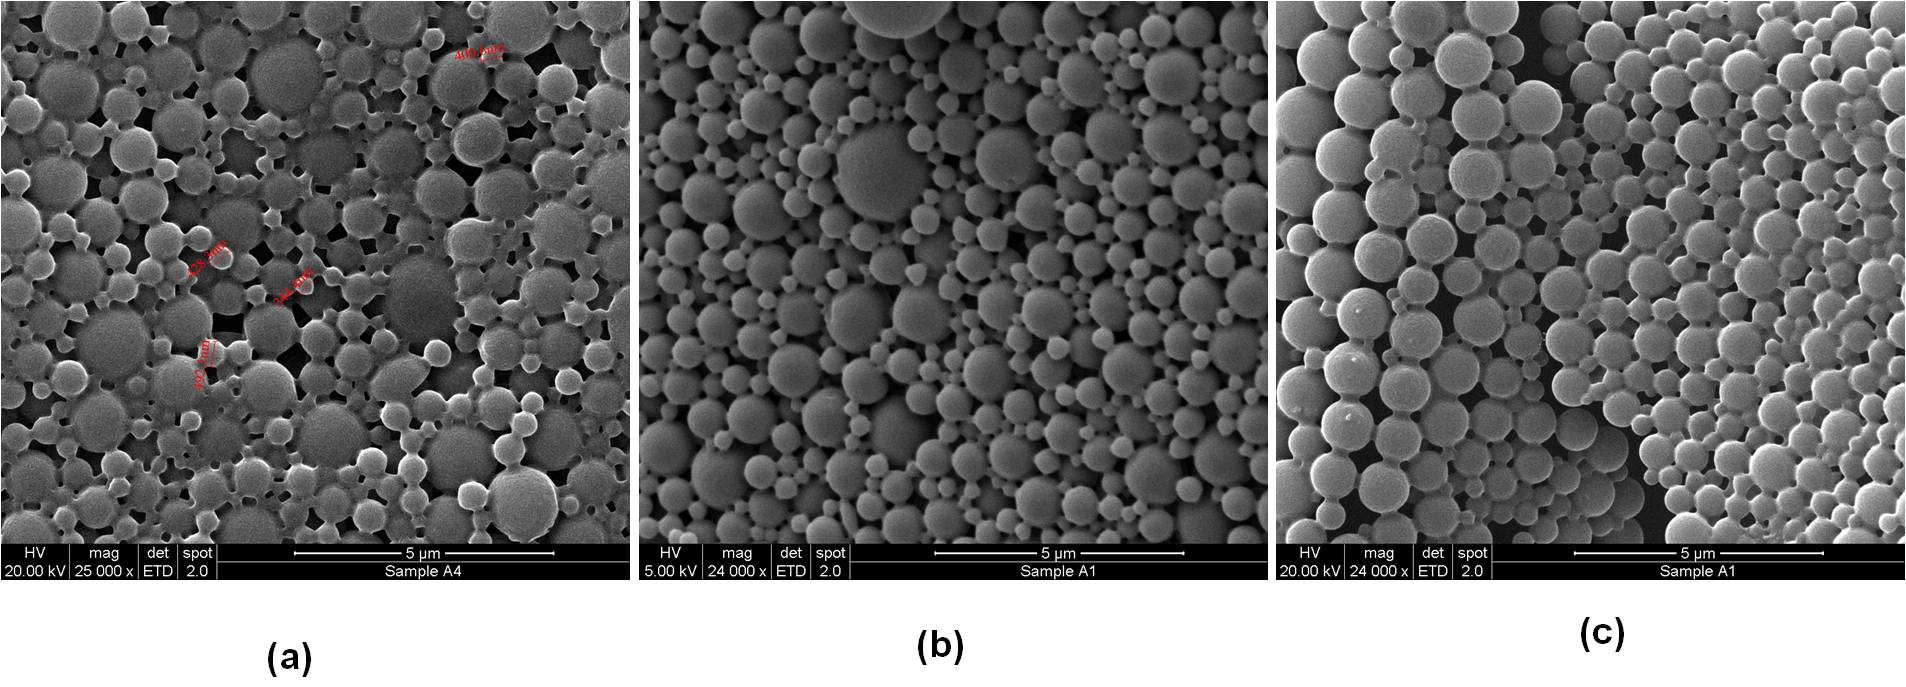 HV mag det spot 5 µm
20.00 kV 25 000 x ETD 2.0 Sample A4
HV mag det spot 5 µm
5.00 kV 24 000 x ETD 2.0 Sample A1
HV mag det spot 5 µm
20.00 kV 24 000 x ETD 2.0 Sample A1
(a)
(b)
(c)